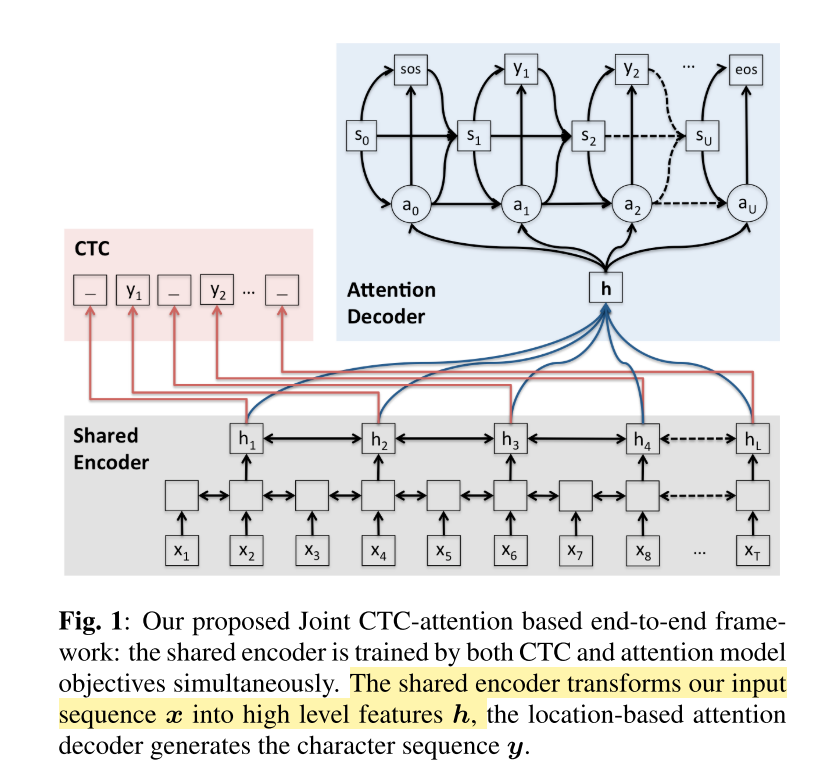 sos y1 y2 ... eos
s0 s1 s2 sU
a0 a1 a2 aU
CTC
_ y1 _ y2 ... _
Attention
Decoder
h
Shared
Encoder
h1 h2 h3 h4 hL
x1 x2 x3 x4 x5 x6 x7 x8 ... xT
Fig. 1: Our proposed Joint CTC-attention based end-to-end frame-
work: the shared encoder is trained by both CTC and attention model
objectives simultaneously. The shared encoder transforms our input
sequence x into high level features h, the location-based attention
decoder generates the character sequence y.